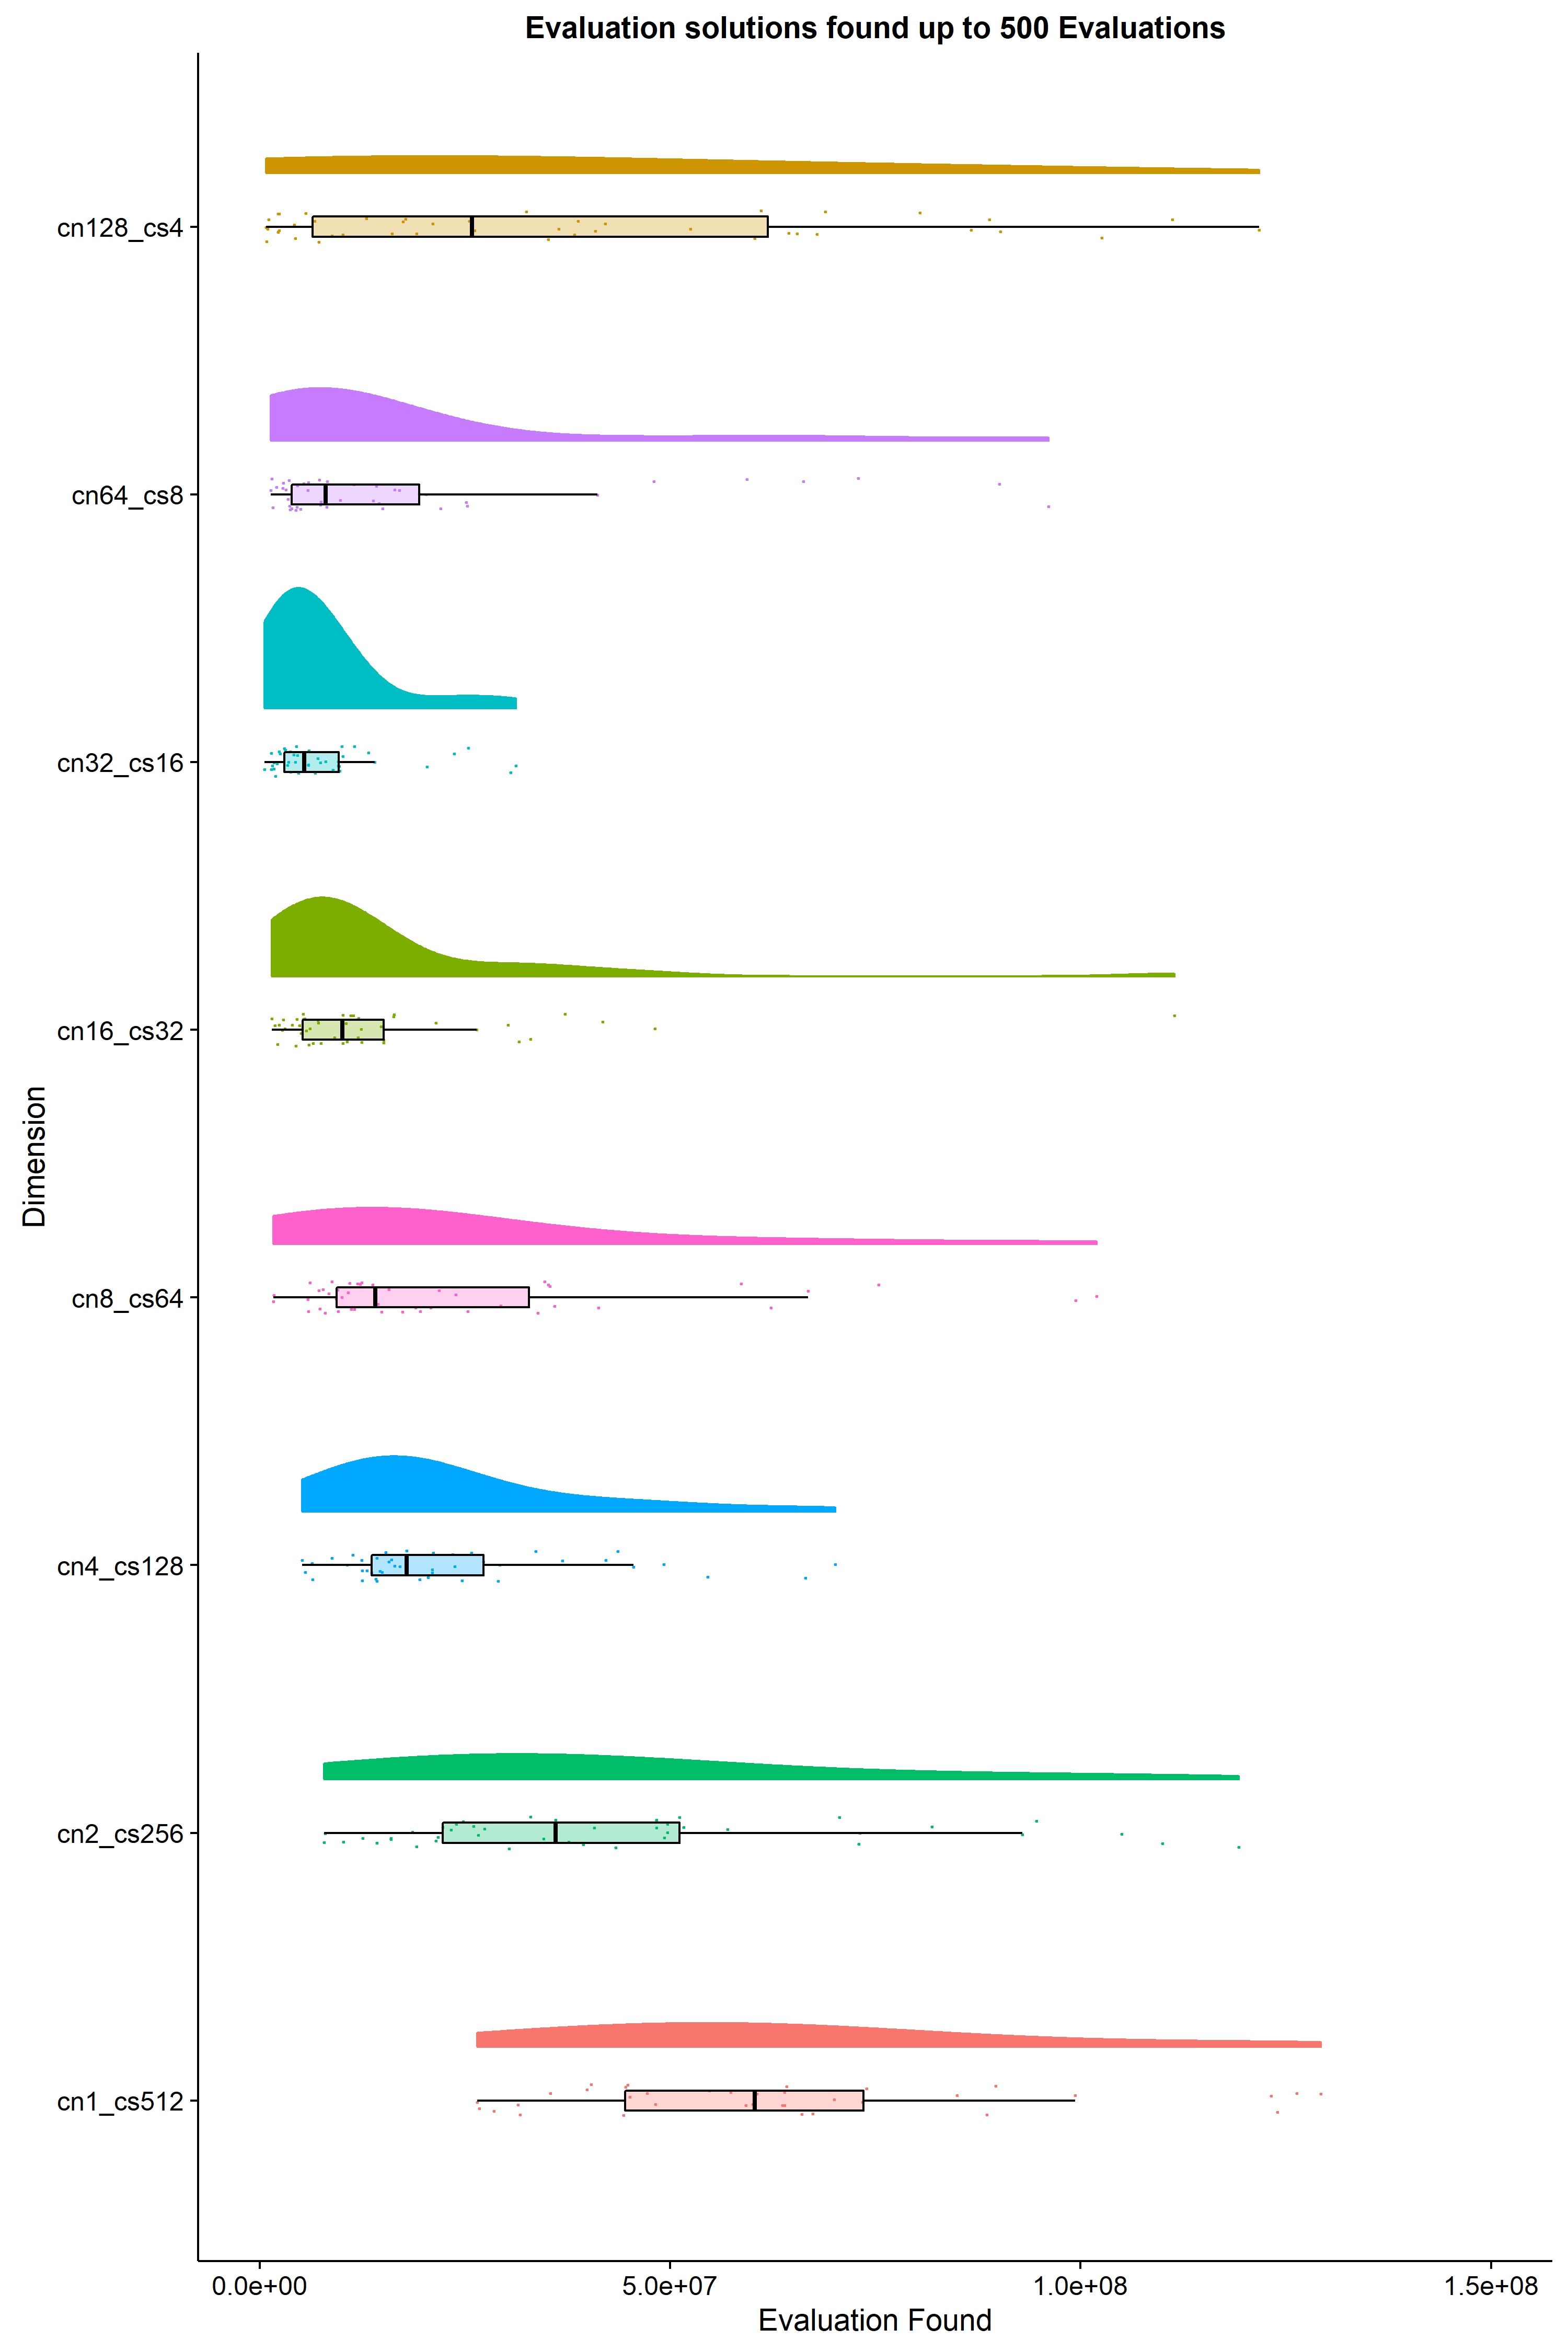 Evaluation solutions found up to 500 Evaluations
cn128_cs4
cn64_cs8
cn32_cs16
cn16_cs32
Dimension
cn8_cs64
cn4_cs128
cn2_cs256
cn1_cs512
0.0e+00 5.0e+07 1.0e+08 1.5e+08
Evaluation Found